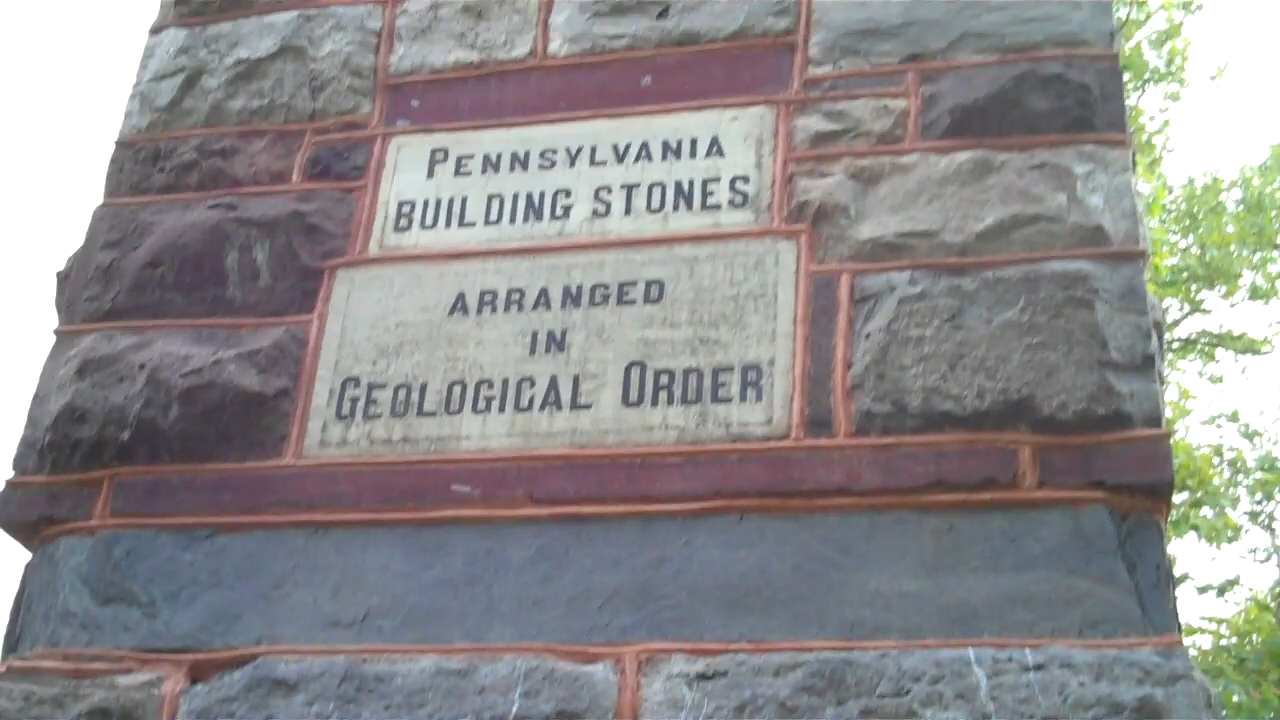 PENNSYLVANIA
BUILDING STONES
ARRANGED
IN
GEOLOGICAL ORDER